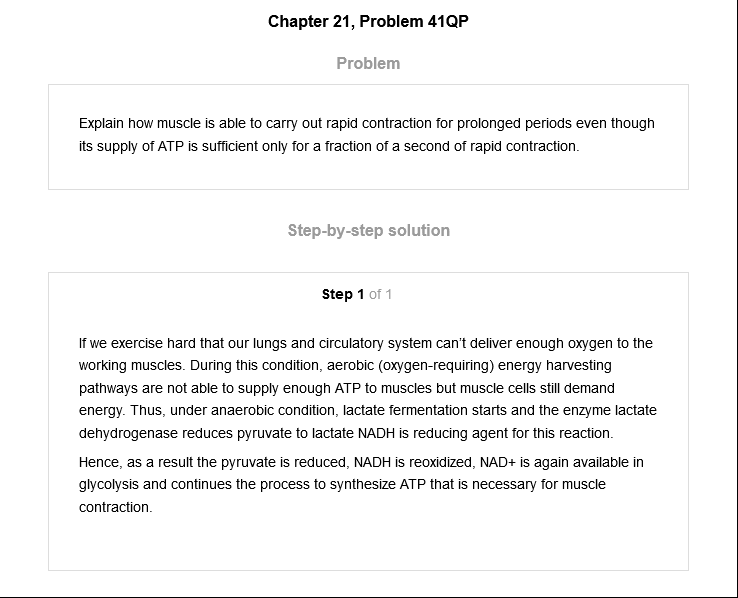 Chapter 21, Problem 41QP
Problem
Explain how muscle is able to carry out rapid contraction for prolonged periods even though
its supply of ATP is sufficient only for a fraction of a second of rapid contraction.
Step-by-step solution
Step 1 of 1
If we exercise hard that our lungs and circulatory system can't deliver enough oxygen to the
working muscles. During this condition, aerobic (oxygen-requiring) energy harvesting
pathways are not able to supply enough ATP to muscles but muscle cells still demand
energy. Thus, under anaerobic condition, lactate fermentation starts and the enzyme lactate
dehydrogenase reduces pyruvate to lactate NADH is reducing agent for this reaction.
Hence, as a result the pyruvate is reduced, NADH is reoxidized, NAD+ is again available in
glycolysis and continues the process to synthesize ATP that is necessary for muscle
contraction.